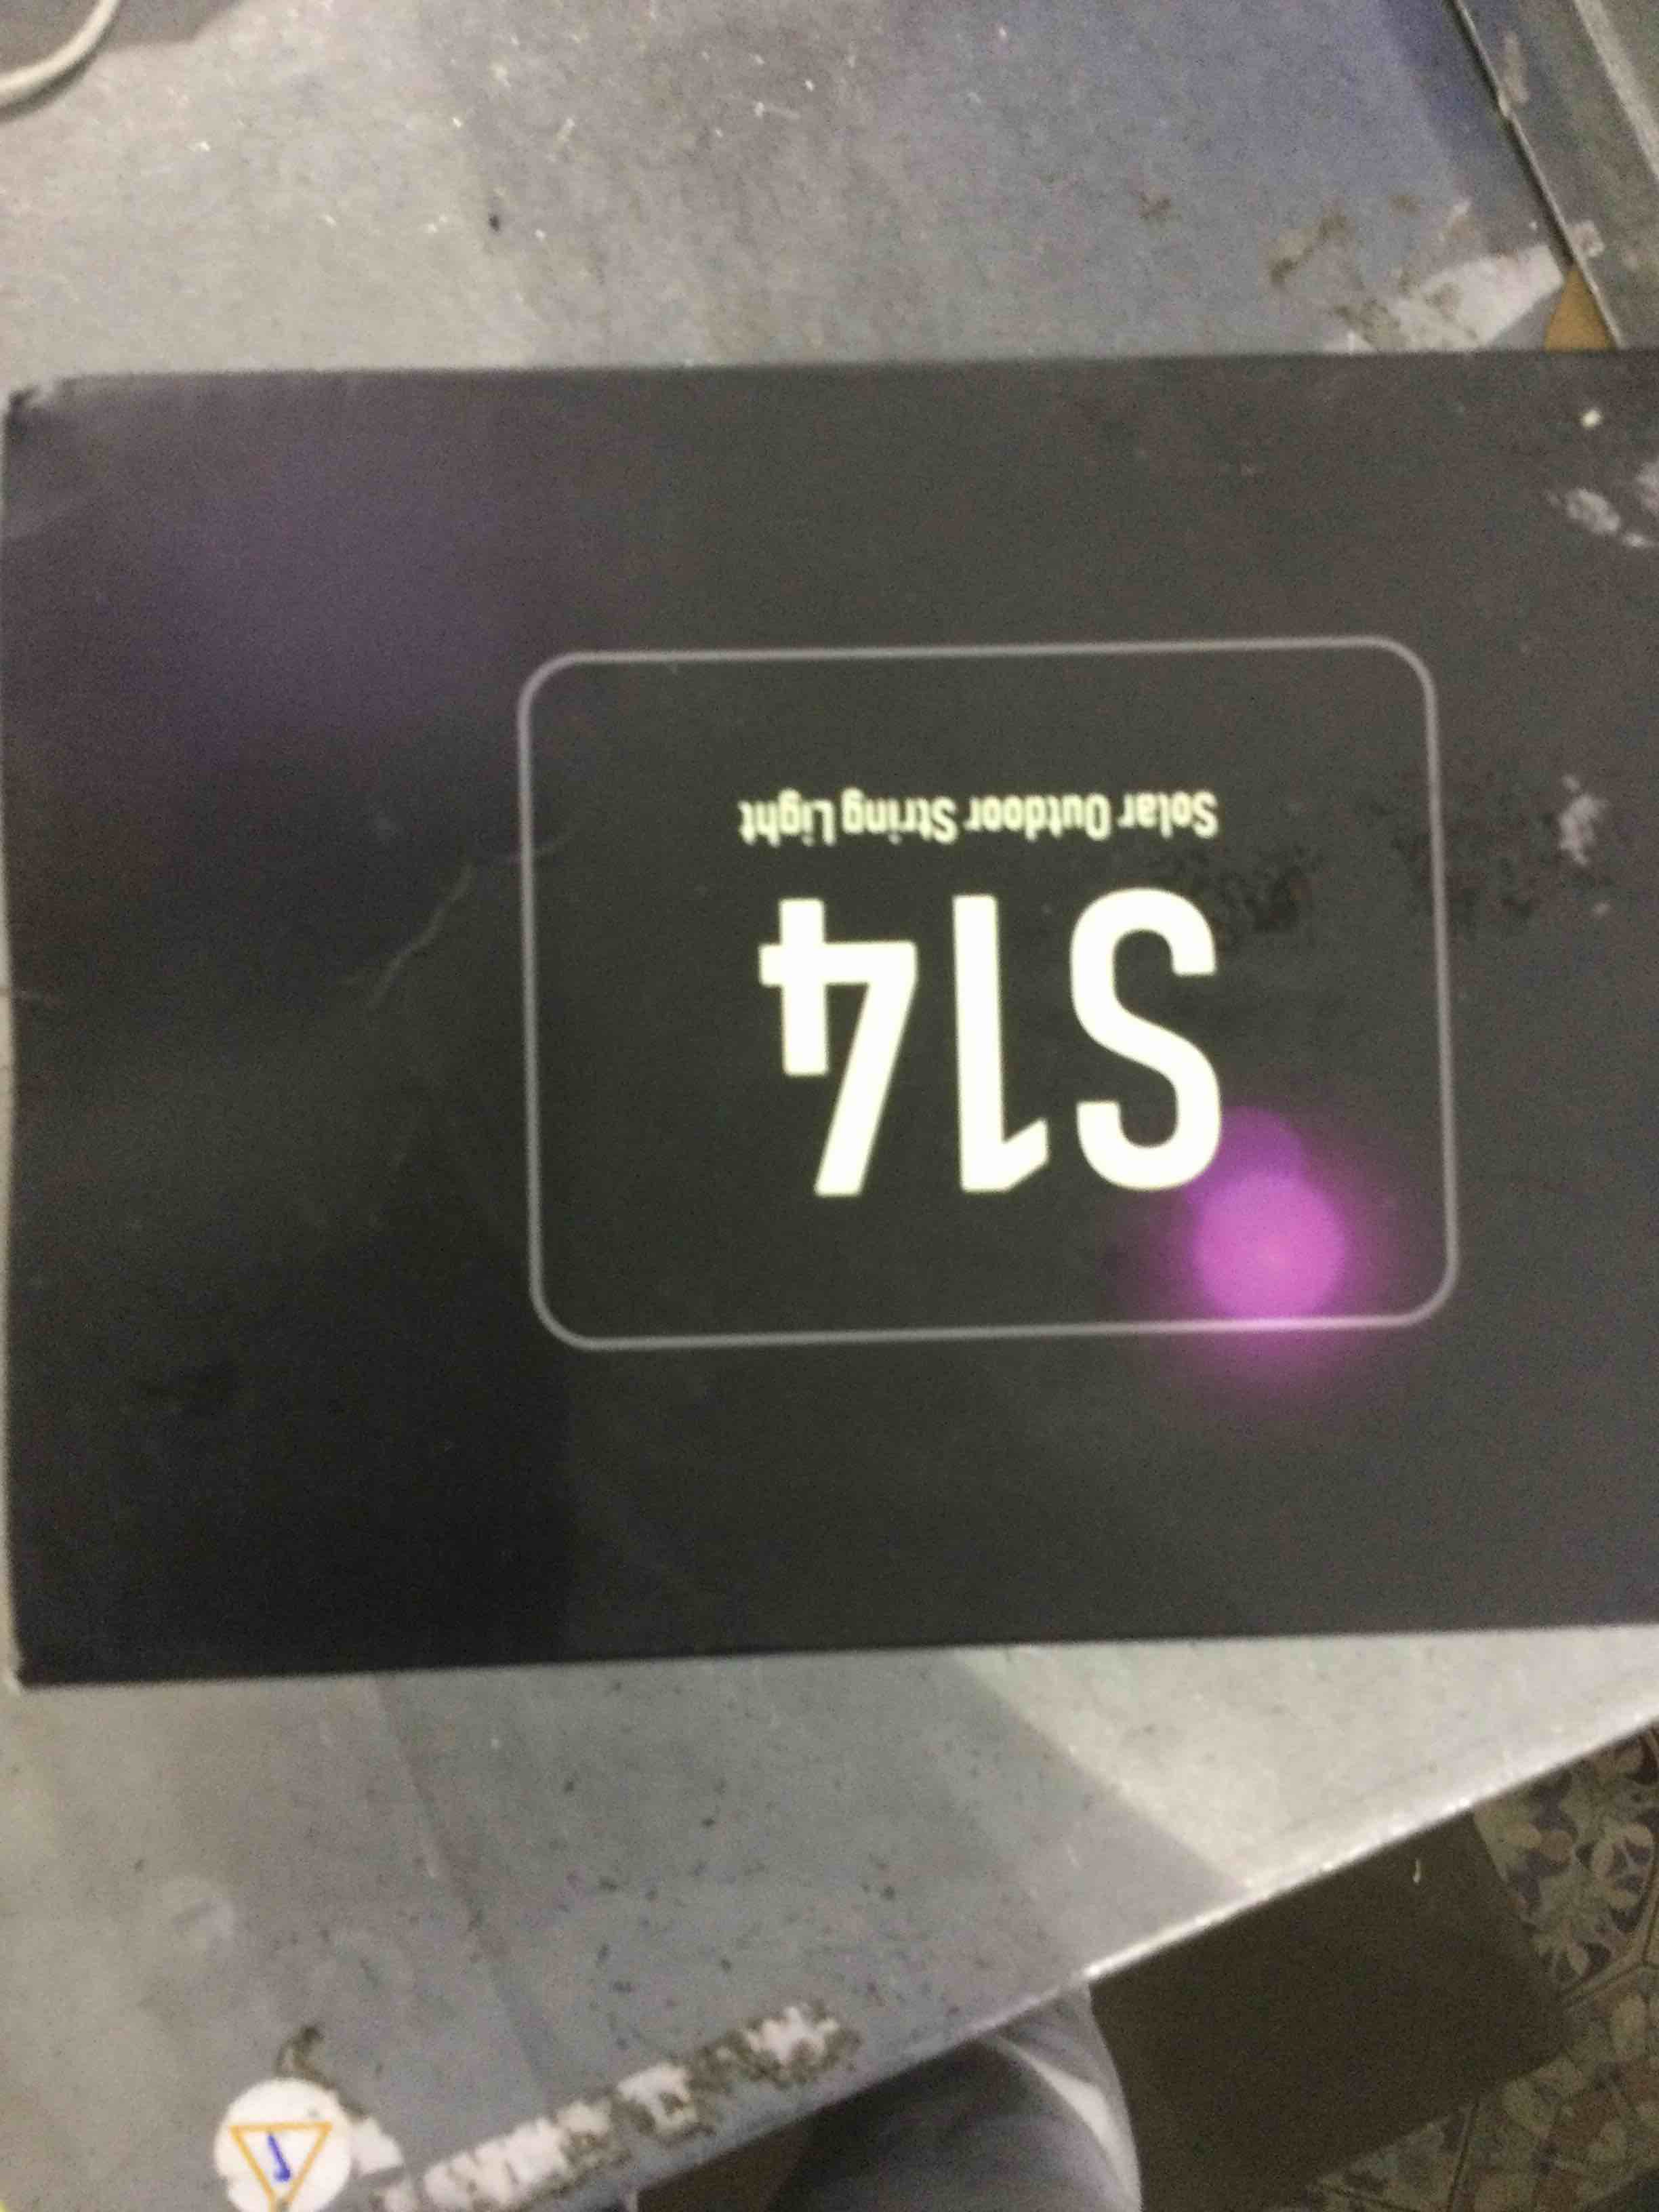 S14
Solar Outdoor String Light